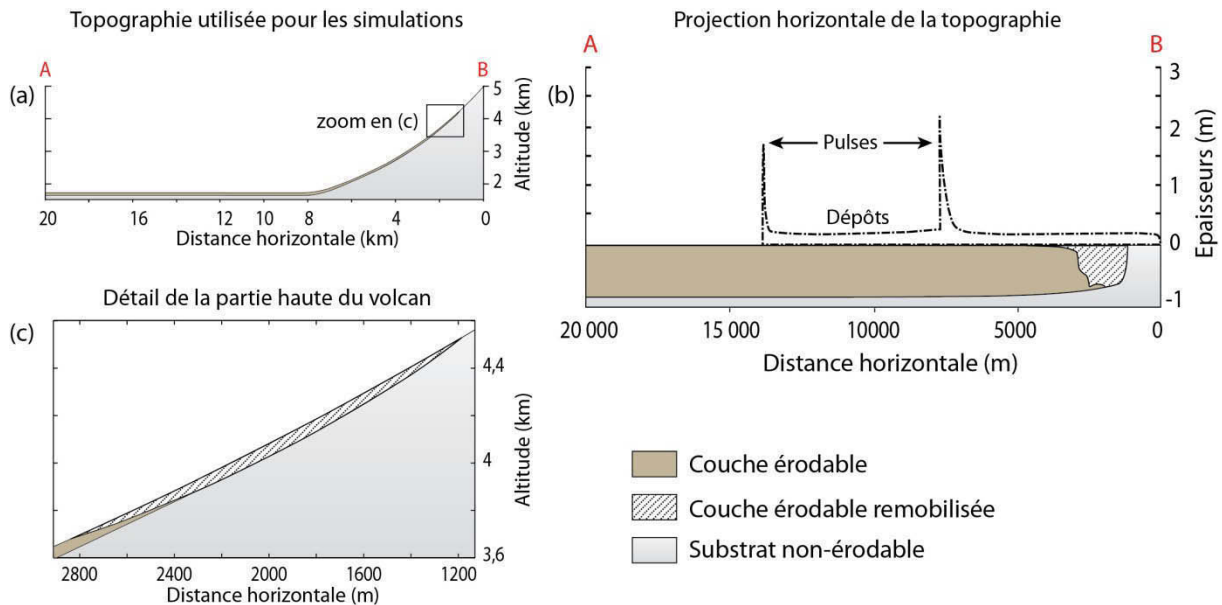 Topographie utilisée pour les simulations
A
B
(a)
zoom en (c)
5
4
3
2
Altitude (km)
20
16
12
10
8
4
0
Distance horizontale (km)
Projection horizontale de la topographie
A
B
(b)
Pulses
Dépôts
3
2
1
0
-1
Epaisseurs (m)
20 000
15 000
10000
5000
0
Distance horizontale (m)
Détail de la partie haute du volcan
(c)
4,4
4
3,6
Altitude (km)
2800
2400
2000
1600
1200
Distance horizontale (m)
Couche érodable
Couche érodable remobilisée
Substrat non-érodable